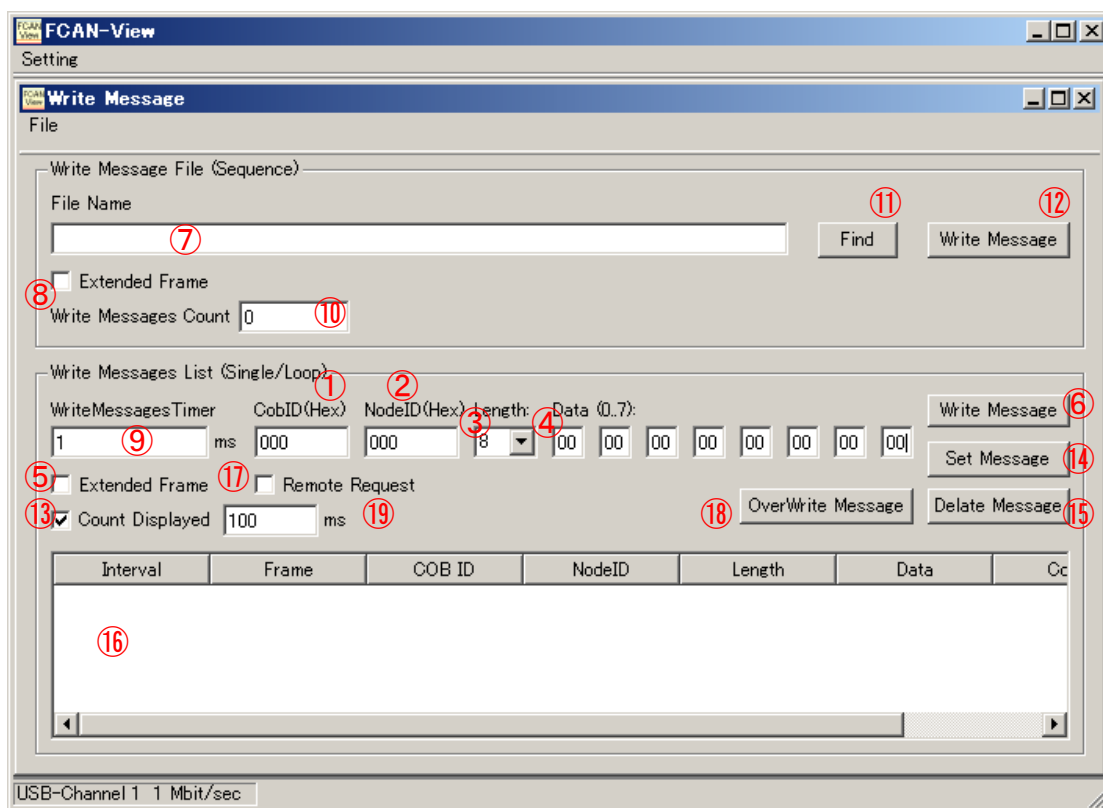 FCAN-View
Setting
Write Message
File
Write Message File (Sequence)
File Name
⑪ ⑫
⑦ Find Write Message
⑧ Extended Frame
Write Messages Count 0 ⑩
Write Messages List (Single/Loop)
① ②
WriteMessagesTimer CobID(Hex) NodeID(Hex) Length: Data (0..7): Write Message ⑥
1 ⑨ ms 000 000 ③ 8 ④ 00 00 00 00 00 00 00 00
Set Message ⑭
⑤ Extended Frame ⑰ Remote Request
⑬ Count Displayed 100 ms ⑲ ⑱ OverWrite Message Delate Message ⑮
Interval Frame COB ID NodeID Length Data Co
⑯
USB-Channel 1 1 Mbit/sec